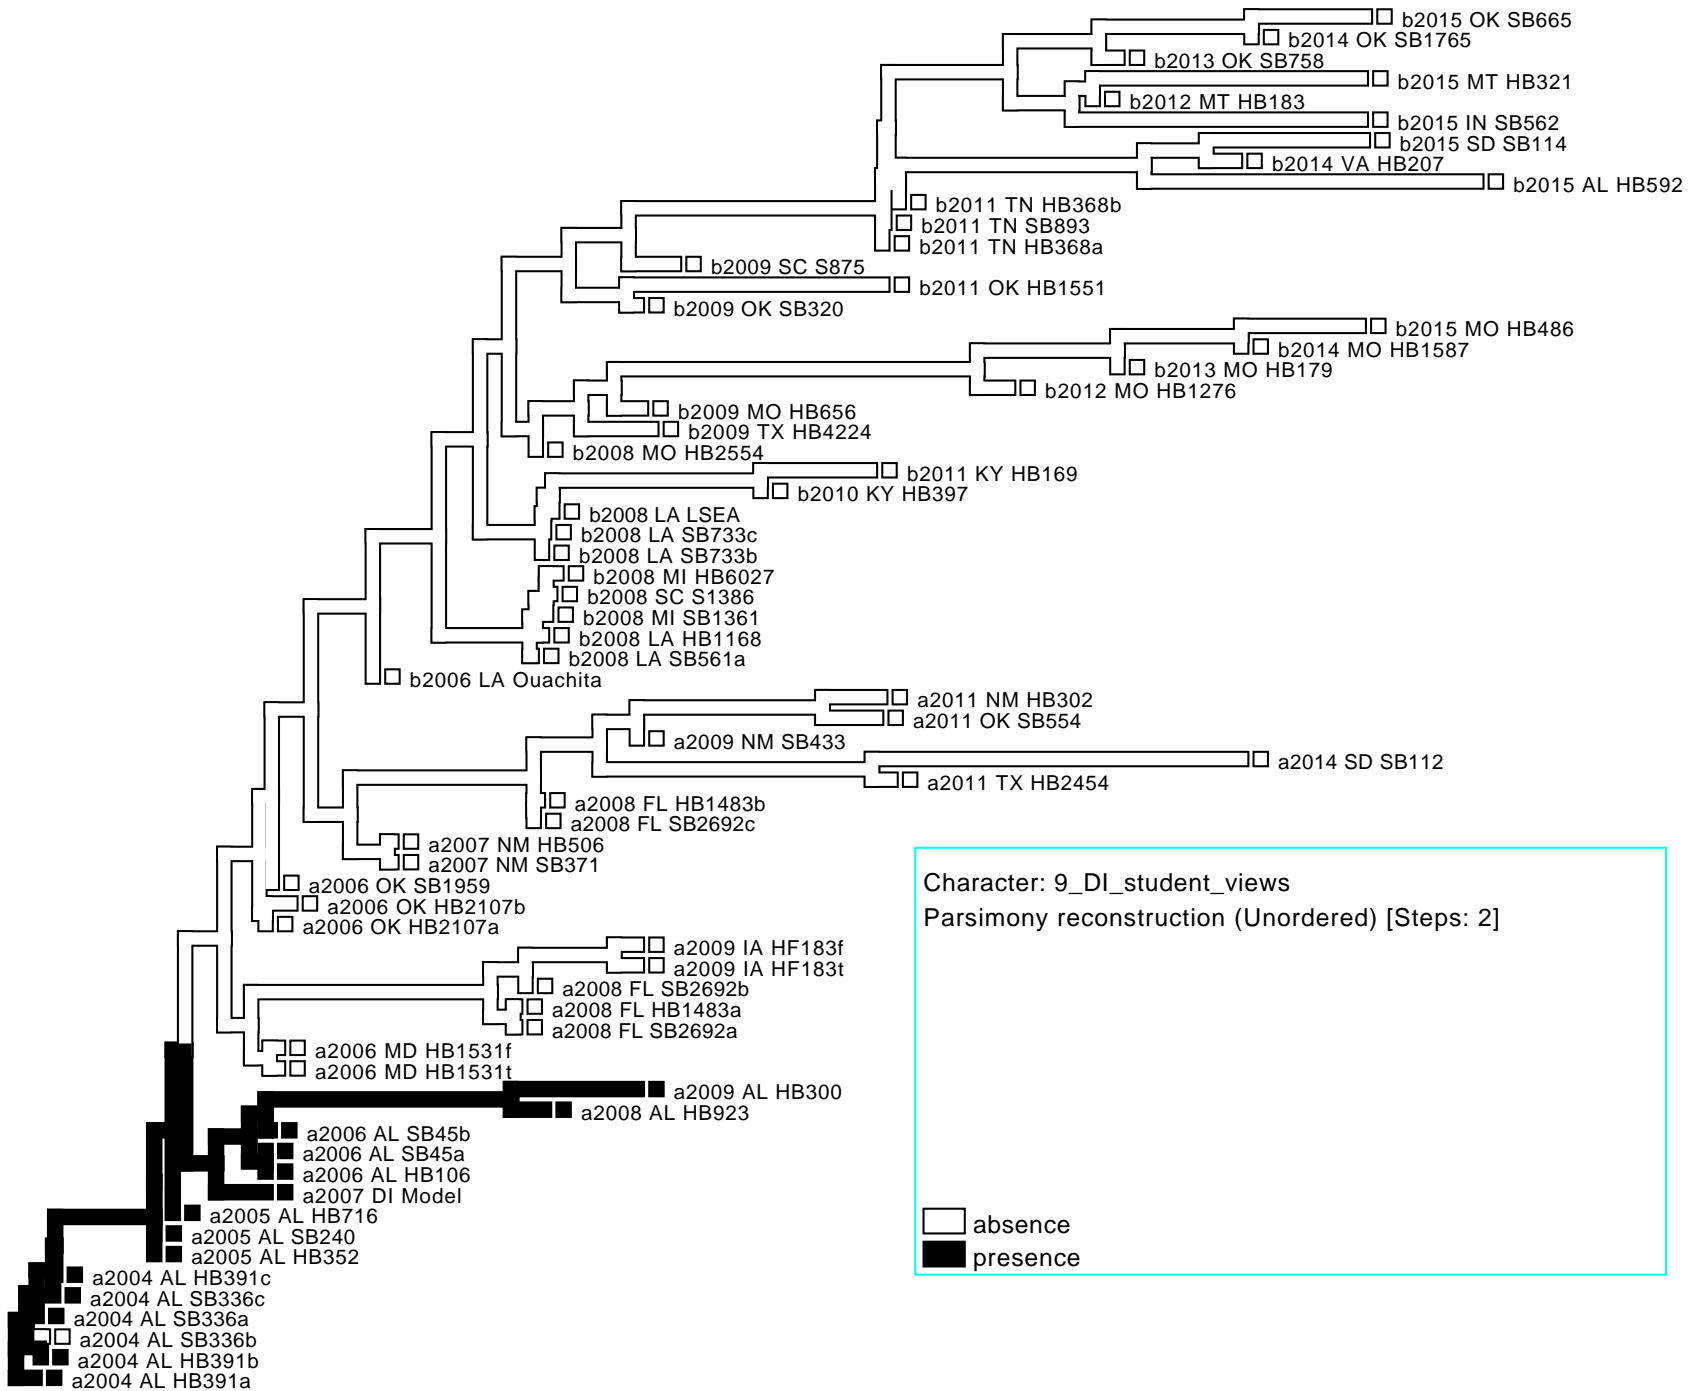 b2015 OK SB665
b2014 OK SB1765
b2013 OK SB758
b2015 MT HB321
b2012 MT HB183
b2015 IN SB562
b2015 SD SB114
b2014 VA HB207
b2015 AL HB592
b2011 TN HB368b
b2011 TN SB893
b2011 TN HB368a
b2009 SC S875
b2011 OK HB1551
b2009 OK SB320
b2015 MO HB486
b2014 MO HB1587
b2013 MO HB179
b2012 MO HB1276
b2009 MO HB656
b2009 TX HB4224
b2008 MO HB2554
b2011 KY HB169
b2010 KY HB397
b2008 LA LSEA
b2008 LA SB733c
b2008 LA SB733b
b2008 MI HB6027
b2008 SC S1386
b2008 MI SB1361
b2008 LA HB1168
b2008 LA SB561a
b2006 LA Ouachita
a2011 NM HB302
a2011 OK SB554
a2009 NM SB433
a2014 SD SB112
a2011 TX HB2454
a2008 FL HB1483b
a2008 FL SB2692c
a2007 NM HB506
a2007 NM SB371
a2006 OK SB1959
a2006 OK HB2107b
a2006 OK HB2107a
a2009 IA HF183f
a2009 IA HF183t
a2008 FL SB2692b
a2008 FL HB1483a
a2008 FL SB2692a
a2006 MD HB1531f
a2006 MD HB1531t
a2009 AL HB300
a2008 AL HB923
a2006 AL SB45b
a2006 AL SB45a
a2006 AL HB106
a2007 DI Model
a2005 AL HB716
a2005 AL SB240
a2005 AL HB352
a2004 AL HB391c
a2004 AL SB336c
a2004 AL SB336a
a2004 AL SB336b
a2004 AL HB391b
a2004 AL HB391a
Character: 9_DI_student_views
Parsimony reconstruction (Unordered) [Steps: 2]
absence
presence